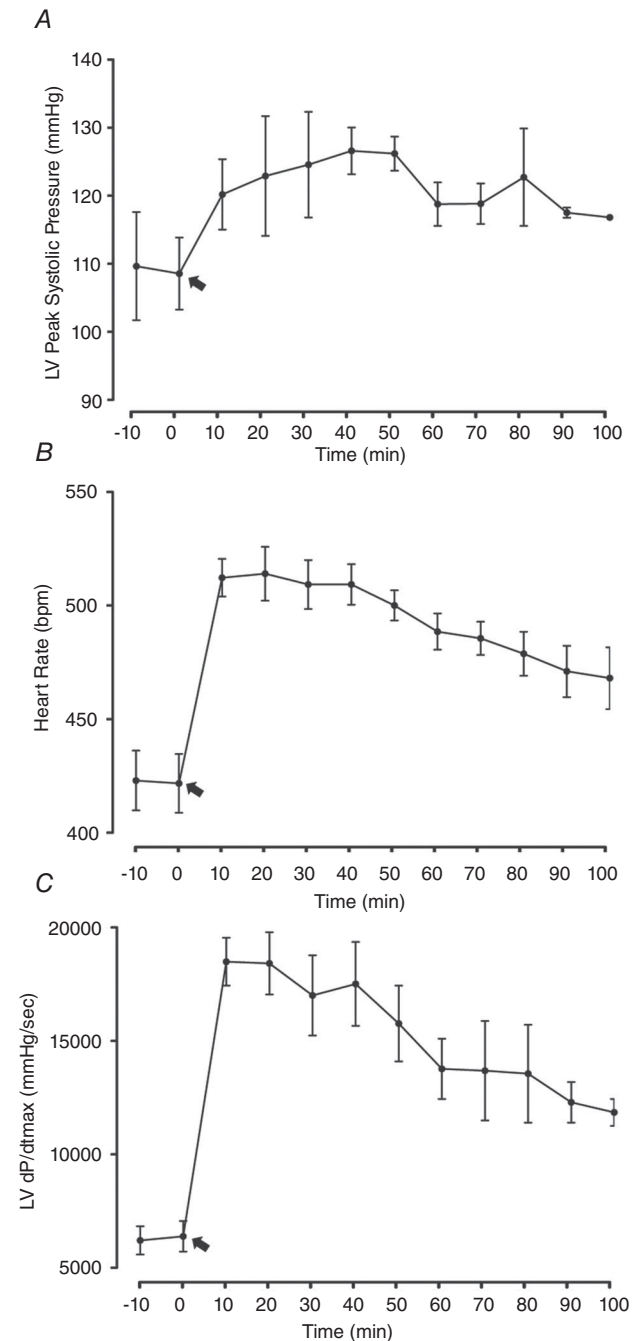 A
LV Peak Systolic Pressure (mmHg)
140
130
120
110
100
90
-10 0 10 20 30 40 50 60 70 80 90 100
Time (min)
B
Heart Rate (bpm)
550
500
450
400
-10 0 10 20 30 40 50 60 70 80 90 100
Time (min)
C
LV dP/dtmax (mmHg/sec)
20000
15000
10000
5000
-10 0 10 20 30 40 50 60 70 80 90 100
Time (min)